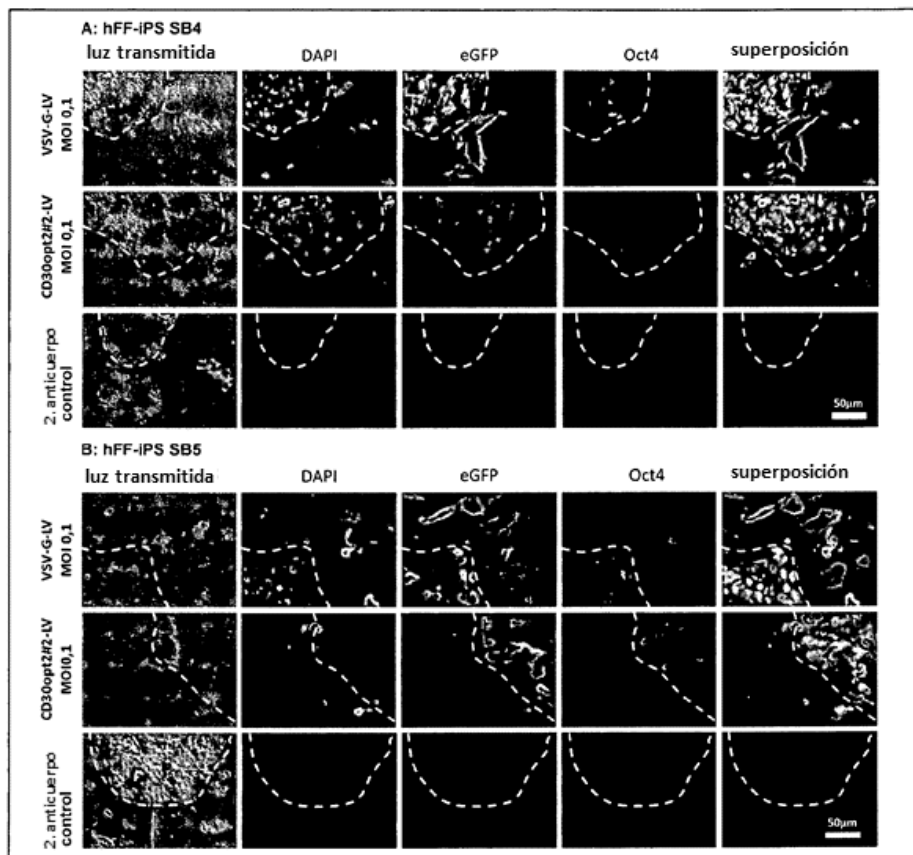 A: hFF-iPS SB4
luz transmitida DAPI eGFP Oct4 superposición
VSV-G-LV
MOI 0,1
CD30opt2#2-LV
MOI 0,1
2. anticuerpo
control
50µm
B: hFF-iPS SB5
luz transmitida DAPI eGFP Oct4 superposición
VSV-G-LV
MOI 0,1
CD30opt2#2-LV
MOI0,1
2. anticuerpo
control
50µm